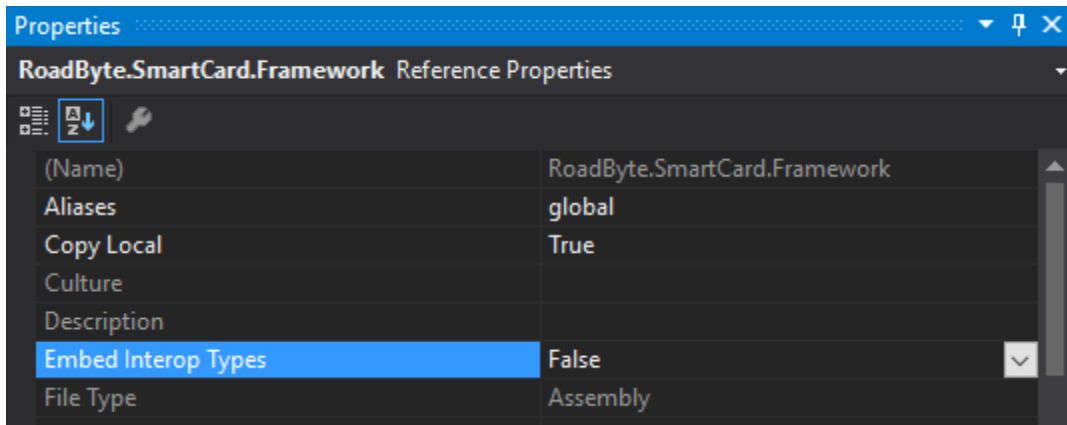 Properties
RoadByte.SmartCard.Framework Reference Properties
(Name) RoadByte.SmartCard.Framework
Aliases global
Copy Local True
Culture
Description
Embed Interop Types False
File Type Assembly